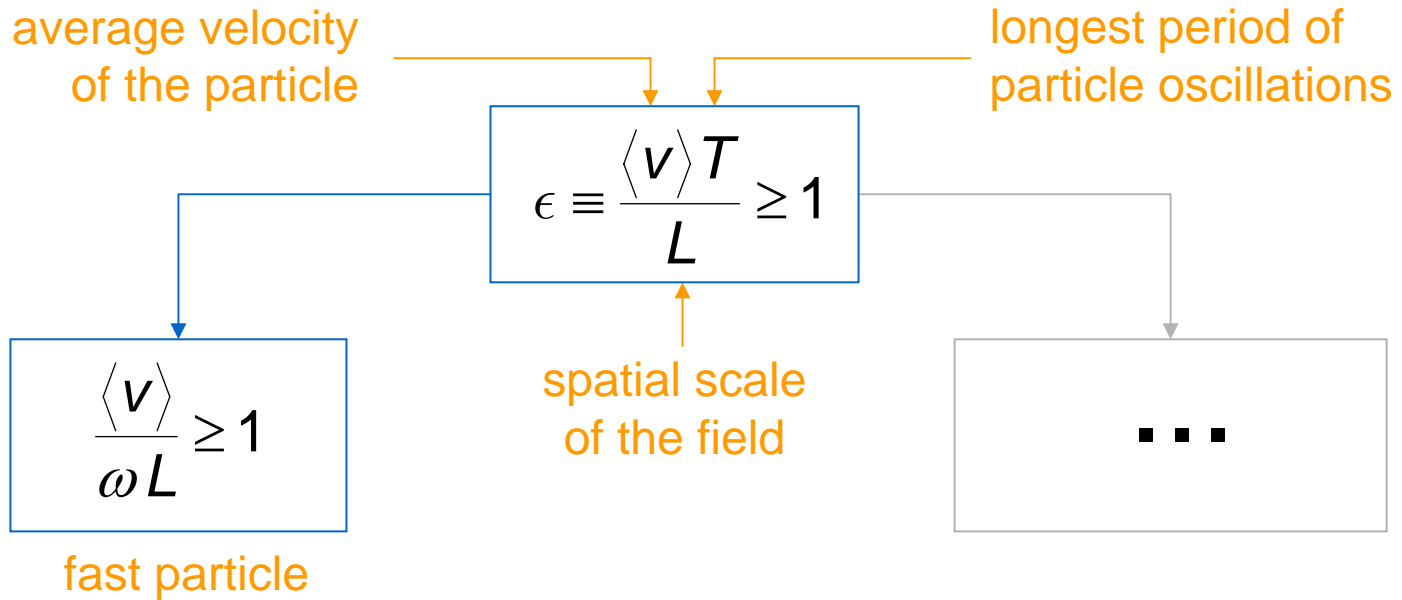 average velocity
of the particle
longest period of
particle oscillations
ϵ ≡ ⟨v⟩T / L ≥ 1
⟨v⟩ / ωL ≥ 1
spatial scale
of the field
...
fast particle